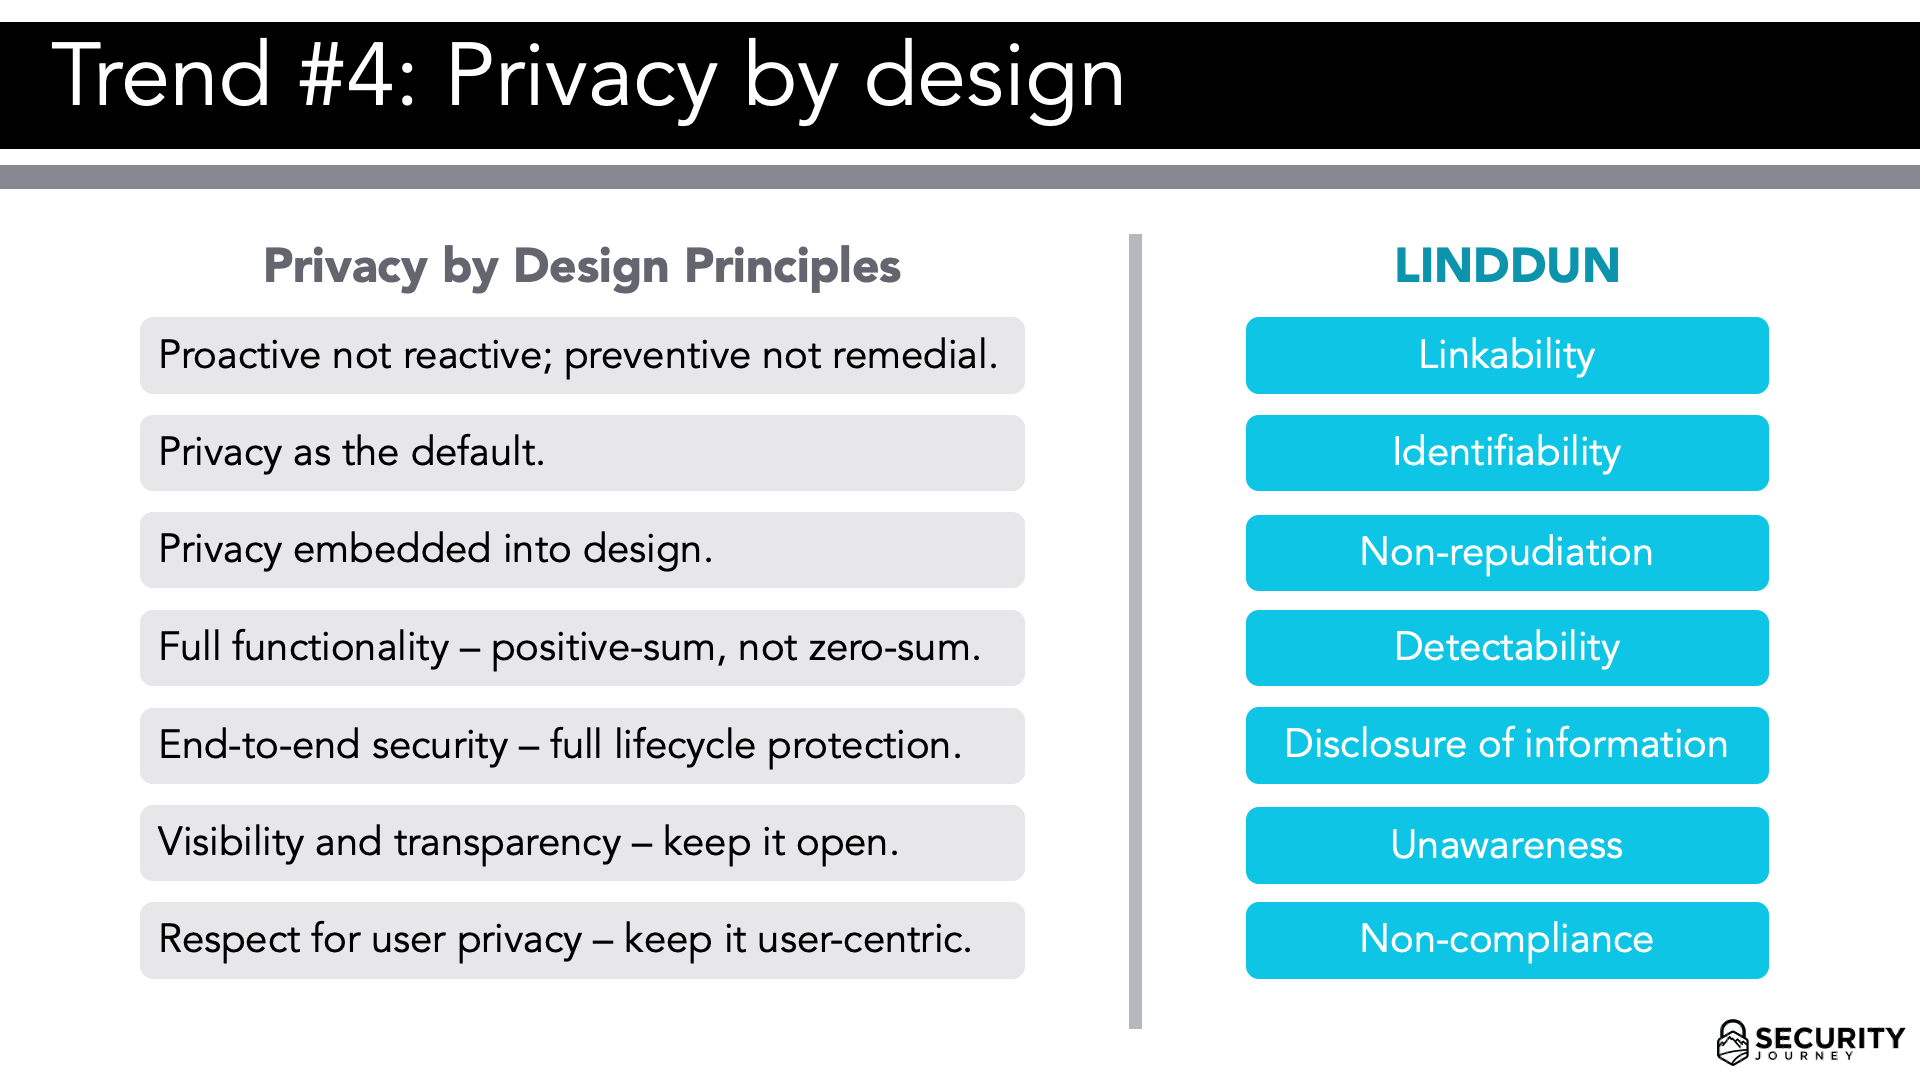 Trend #4: Privacy by design
Privacy by Design Principles
Proactive not reactive; preventive not remedial.
Privacy as the default.
Privacy embedded into design.
Full functionality – positive-sum, not zero-sum.
End-to-end security – full lifecycle protection.
Visibility and transparency – keep it open.
Respect for user privacy – keep it user-centric.
LINDDUN
Linkability
Identifiability
Non-repudiation
Detectability
Disclosure of information
Unawareness
Non-compliance
SECURITY
JOURNEY